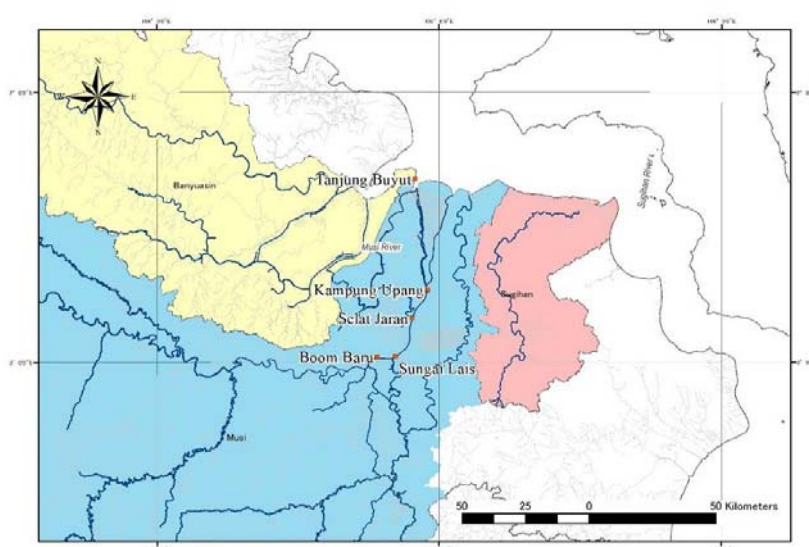 N
W
E
Tanjung Buyut
Banyuasin
Sugihan River
Musi River
Kampung Upang
Sugihan
Selat Jaran
Boom Baru
Sungai Lais
Musi
50 25 0 50 Kilometers